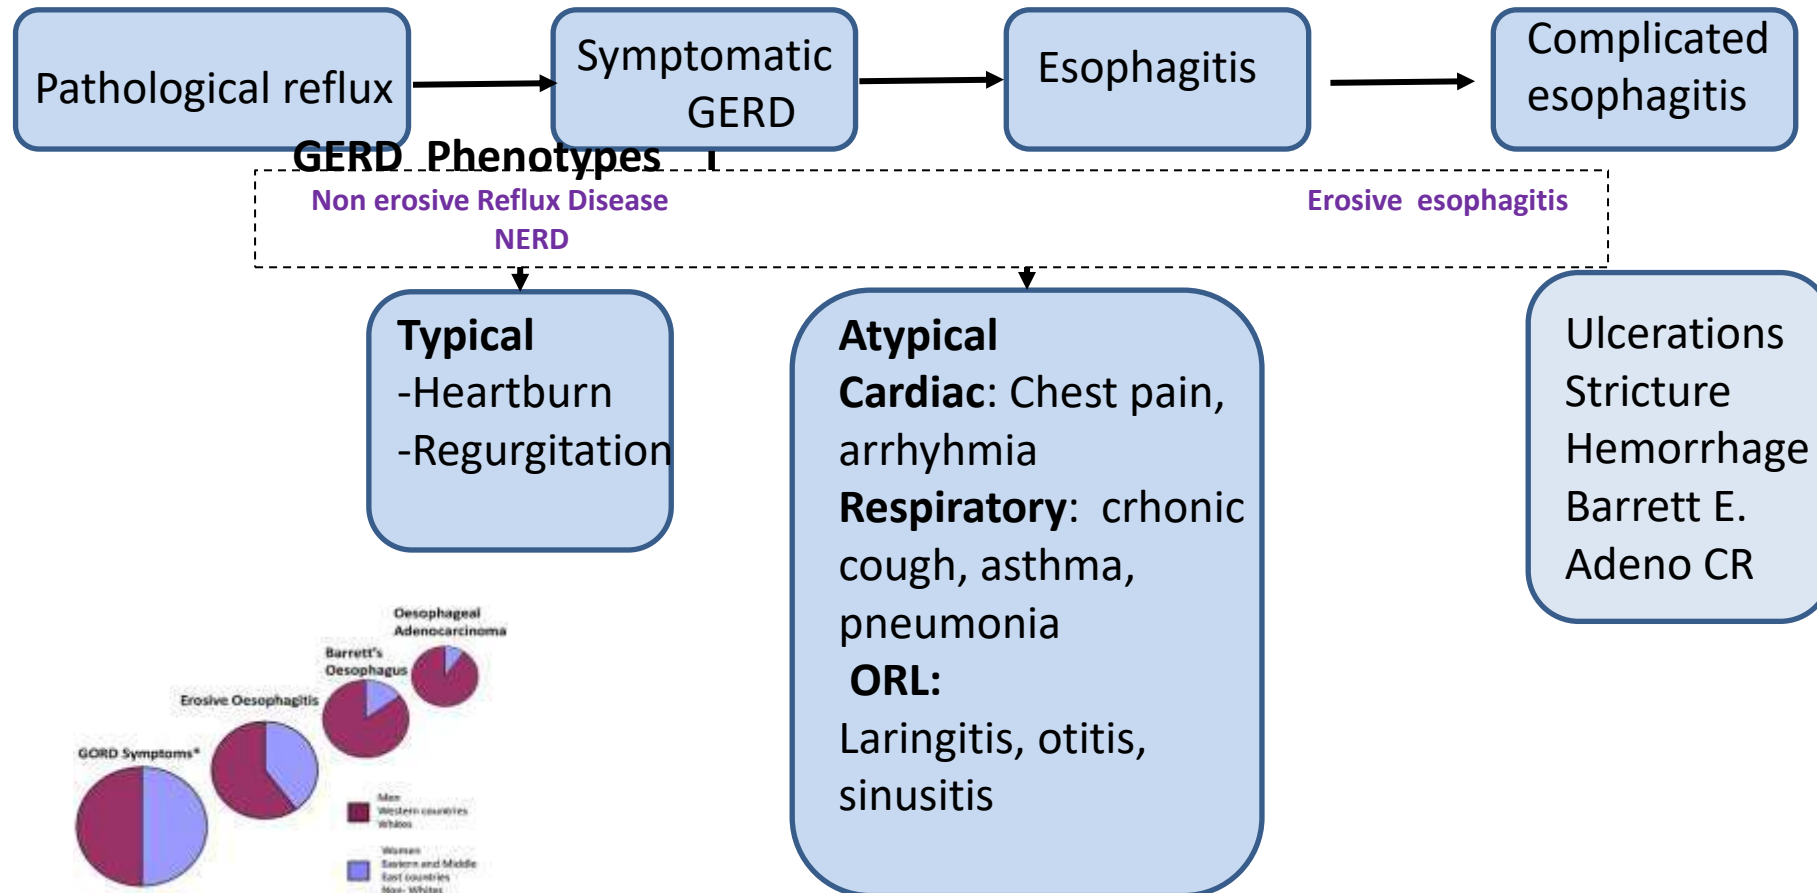 Pathological reflux
Symptomatic
GERD
Esophagitis
Complicated
esophagitis
GERD Phenotypes
Non erosive Reflux Disease
NERD
Erosive esophagitis
Typical
-Heartburn
-Regurgitation
Atypical
Cardiac: Chest pain,
arrhyhmia
Respiratory: crhonic
cough, asthma,
pneumonia
ORL:
Laringitis, otitis,
sinusitis
Ulcerations
Stricture
Hemorrhage
Barrett E.
Adeno CR
Oesophageal
Adenocarcinoma
Barrett's
Oesophagus
Erosive Oesophagitis
GORD Symptoms*
Men
Western countries
Whites
Women
Eastern and Middle
East countries
Non- Whites